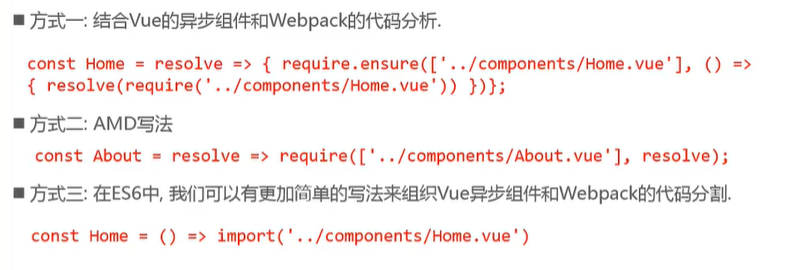 ■ 方式一: 结合Vue的异步组件和Webpack的代码分析.
const Home = resolve => { require.ensure(['../components/Home.vue'], () =>
{ resolve(require('../components/Home.vue')) })};
■ 方式二: AMD写法
const About = resolve => require(['../components/About.vue'], resolve);
■ 方式三: 在ES6中, 我们可以有更加简单的写法来组织Vue异步组件和Webpack的代码分割.
const Home = () => import('../components/Home.vue')